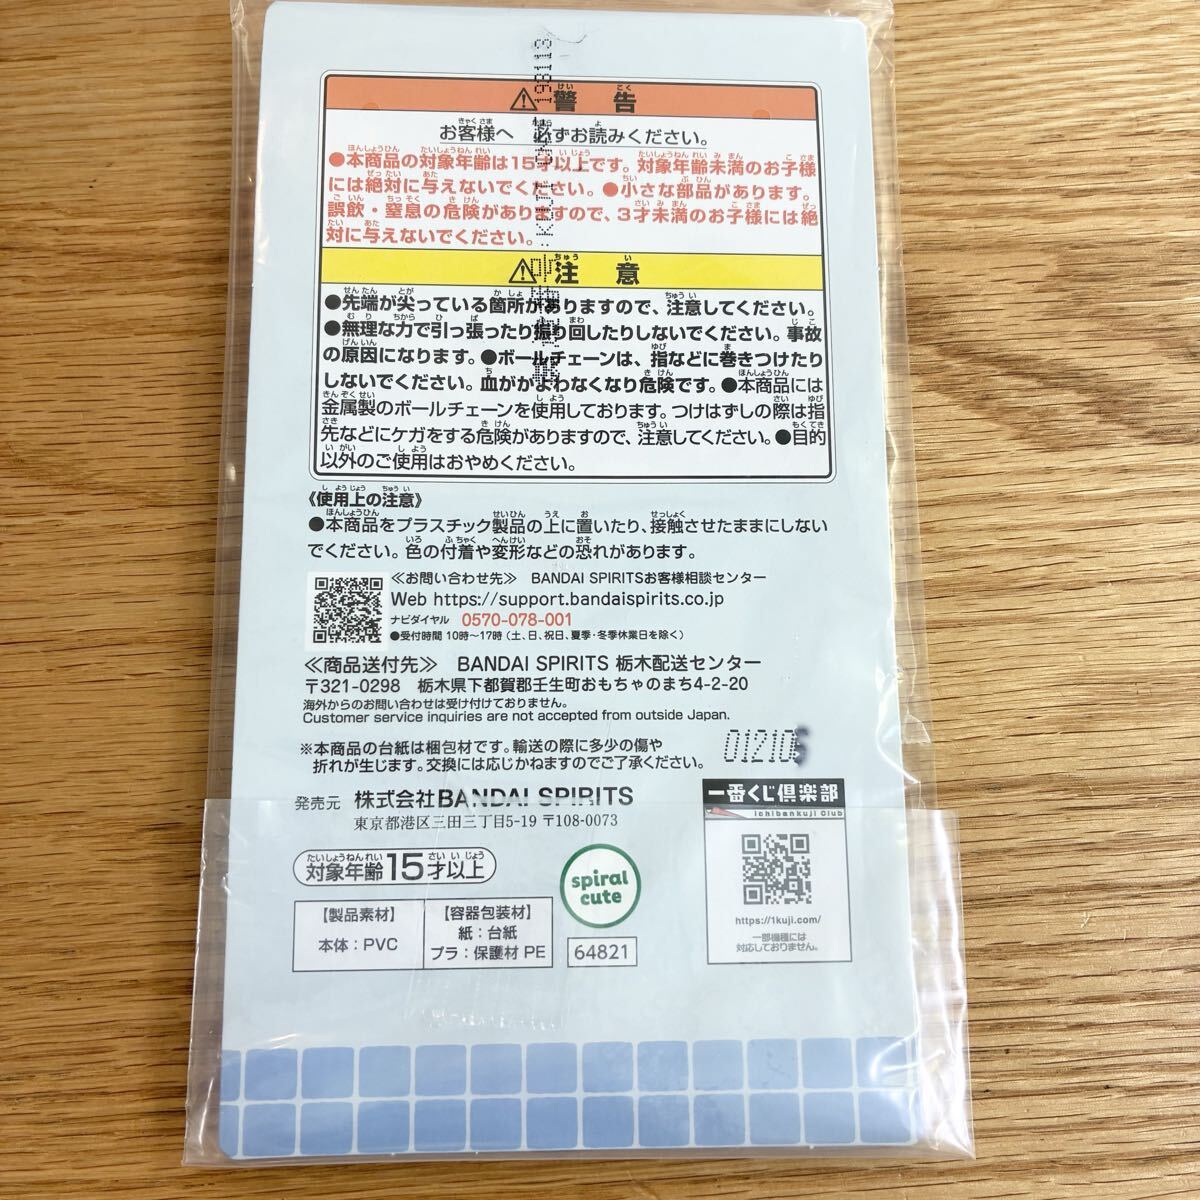 ⚠警告
お客様へ 必ずお読みください。
●本商品の対象年齢は15才以上です。対象年齢未満のお子様
には絶対に与えないでください。●小さな部品があります。
誤飲・窒息の危険がありますので、3才未満のお子様には絶
対に与えないでください。
⚠注意
●先端が尖っている箇所がありますので、注意してください。
●無理な力で引っ張ったり振り回したりしないでください。事故
の原因になります。●ボールチェーンは、指などに巻きつけたり
しないでください。血がかよわなくなり危険です。●本商品には
金属製のボールチェーンを使用しております。つけはずしの際は指
先などにケガをする危険がありますので、注意してください。●目的
以外のご使用はおやめください。
《使用上の注意》
●本商品をプラスチック製品の上に置いたり、接触させたままにしない
でください。色の付着や変形などの恐れがあります。
≪お問い合わせ先≫ BANDAI SPIRITSお客様相談センター
Web https://support.bandaispirits.co.jp
ナビダイヤル 0570-078-001
●受付時間 10時～17時(土、日、祝日、夏季・冬季休業日を除く)
≪商品送付先≫ BANDAI SPIRITS 栃木配送センター
〒321-0298 栃木県下都賀郡壬生町おもちゃのまち4-2-20
海外からのお問い合わせは受け付けておりません。
Customer service inquiries are not accepted from outside Japan.
※本商品の台紙は梱包材です。輸送の際に多少の傷や
折れが生じます。交換には応じかねますのでご了承ください。
発売元 株式会社BANDAI SPIRITS
東京都港区三田三丁目5-19 〒108-0073
対象年齢15才以上
【製品素材】
本体:PVC
【容器包装材】
紙:台紙
プラ:保護材 PE
spiral
cute
64821
一番くじ倶楽部
Ichibankuji Club
https://1kuji.com/
一部機種には
対応しておりません。